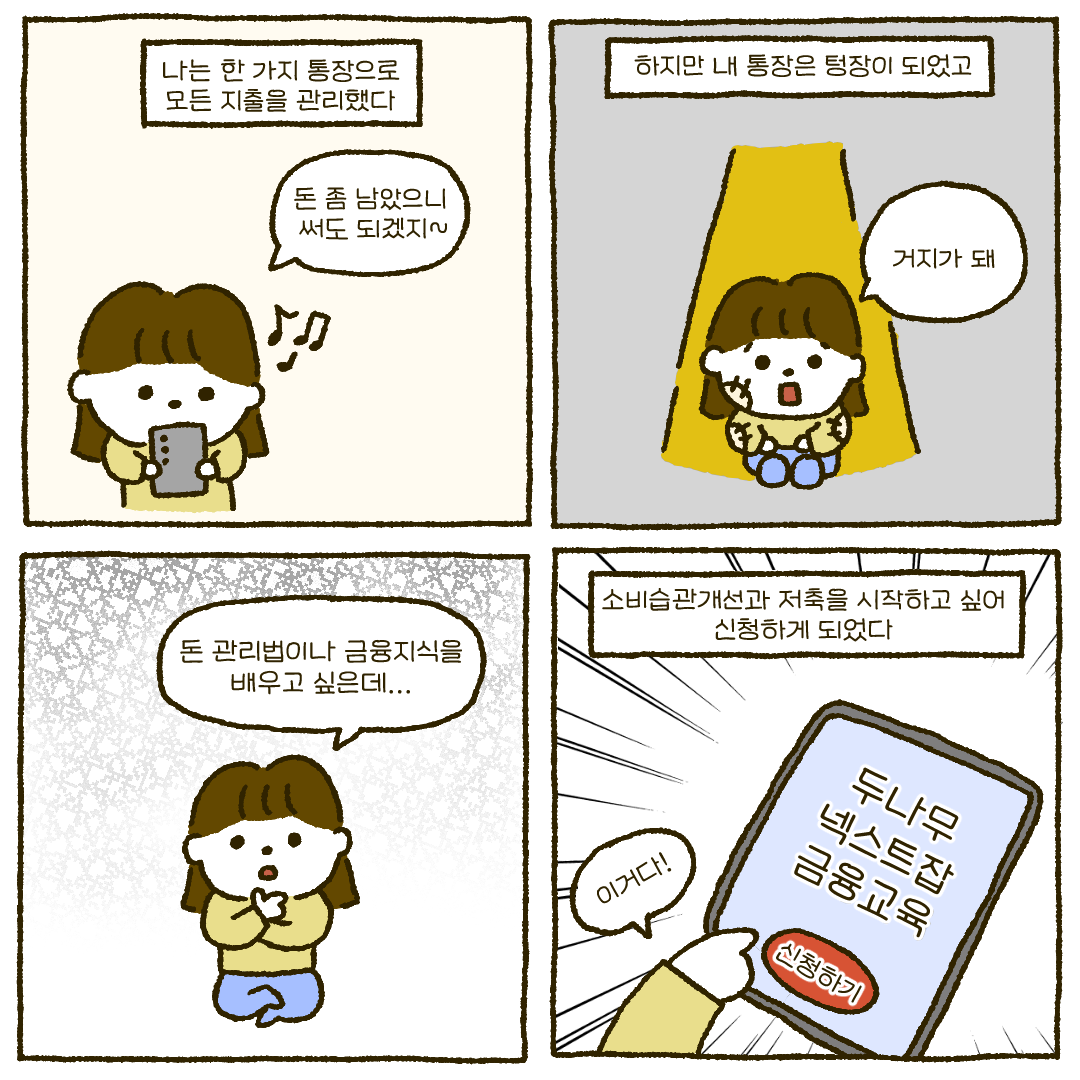 나는 한 가지 통장으로
모든 지출을 관리했다
돈 좀 남았으니
써도 되겠지~
하지만 내 통장은 텅장이 되었고
거지가 돼
돈 관리법이나 금융지식을
배우고 싶은데...
소비습관개선과 저축을 시작하고 싶어
신청하게 되었다
두나무
넥스트잡
금융교육
이거다!
신청하기